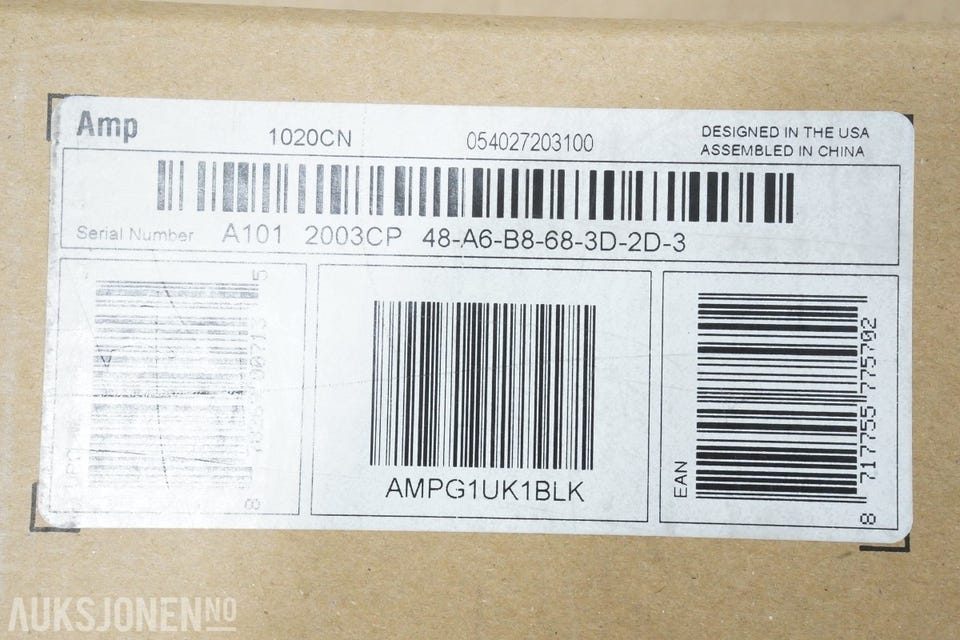 Amp
1020CN
054027203100
DESIGNED IN THE USA
ASSEMBLED IN CHINA
Serial Number A101 2003CP 48-A6-B8-68-3D-2D-3
AMPG1UK1BLK
EAN
8 717755 775702
AUKSJONEN.NO